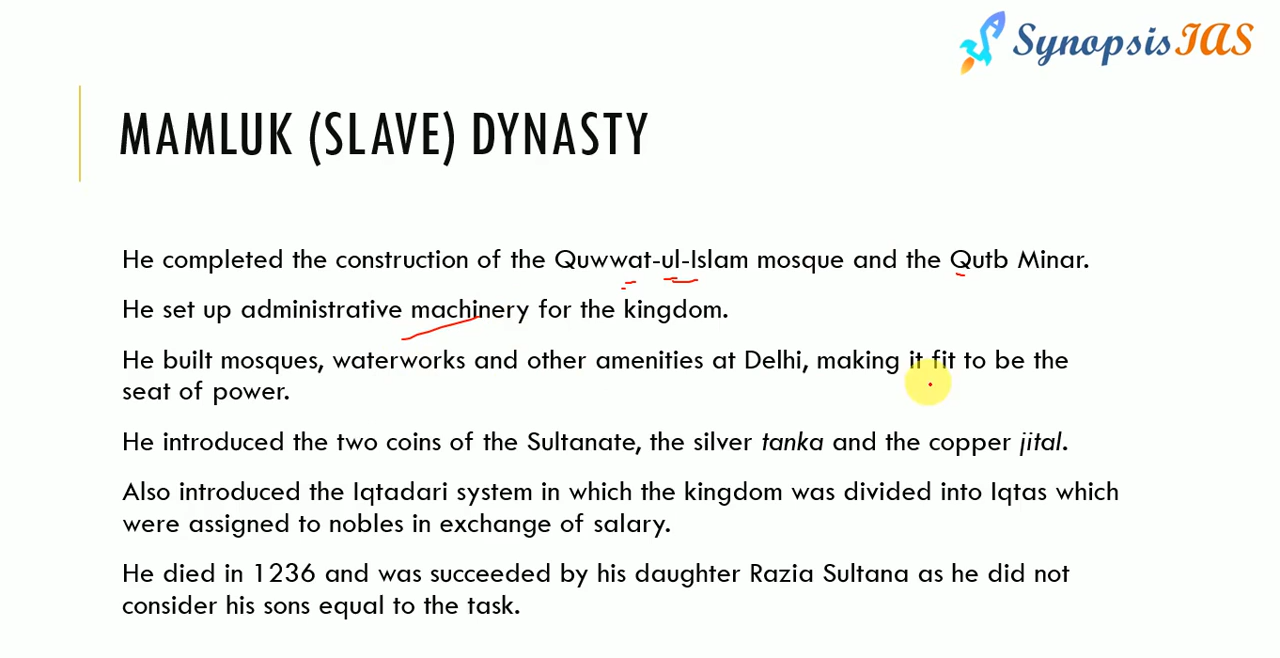 SynopsisIAS
MAMLUK (SLAVE) DYNASTY
He completed the construction of the Quwwat-ul-Islam mosque and the Qutb Minar.
He set up administrative machinery for the kingdom.
He built mosques, waterworks and other amenities at Delhi, making it fit to be the
seat of power.
He introduced the two coins of the Sultanate, the silver tanka and the copper jital.
Also introduced the Iqtadari system in which the kingdom was divided into Iqtas which
were assigned to nobles in exchange of salary.
He died in 1236 and was succeeded by his daughter Razia Sultana as he did not
consider his sons equal to the task.